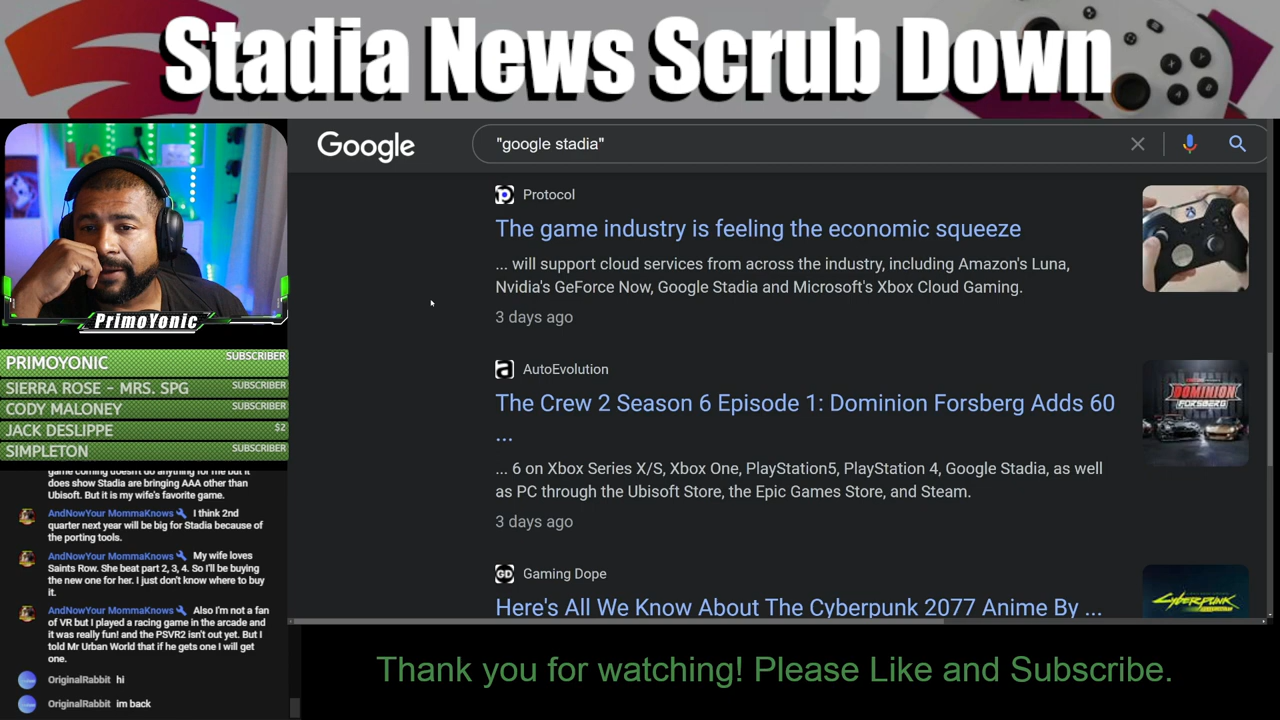 Stadia News Scrub Down
Google
"google stadia"
Protocol
The game industry is feeling the economic squeeze
... will support cloud services from across the industry, including Amazon's Luna,
Nvidia's GeForce Now, Google Stadia and Microsoft's Xbox Cloud Gaming.
3 days ago
AutoEvolution
The Crew 2 Season 6 Episode 1: Dominion Forsberg Adds 60
...
... 6 on Xbox Series X/S, Xbox One, PlayStation5, PlayStation 4, Google Stadia, as well
as PC through the Ubisoft Store, the Epic Games Store, and Steam.
3 days ago
DOMINION
FORSBERG
GD Gaming Dope
Here's All We Know About The Cyberpunk 2077 Anime By ...
PrimoYonic
PRIMOYONIC SUBSCRIBER
SIERRA ROSE - MRS. SPG SUBSCRIBER
CODY MALONEY SUBSCRIBER
JACK DESLIPPE $2
SIMPLETON SUBSCRIBER
game coming doesn't do anything for me but it
does show Stadia are bringing AAA other than
Ubisoft. But it is my wife's favorite game.
AndNowYour MommaKnows I think 2nd
quarter next year will be big for Stadia because of
the porting tools.
AndNowYour MommaKnows My wife loves
Saints Row. She beat part 2, 3, 4. So I'll be buying
the new one for her. I just don't know where to buy
it.
AndNowYour MommaKnows Also I'm not a fan
of VR but I played a racing game in the arcade and
it was really fun! and the PSVR2 isn't out yet. But I
told Mr Urban World that if he gets one I will get
one.
OriginalRabbit hi
OriginalRabbit im back
Thank you for watching! Please Like and Subscribe.